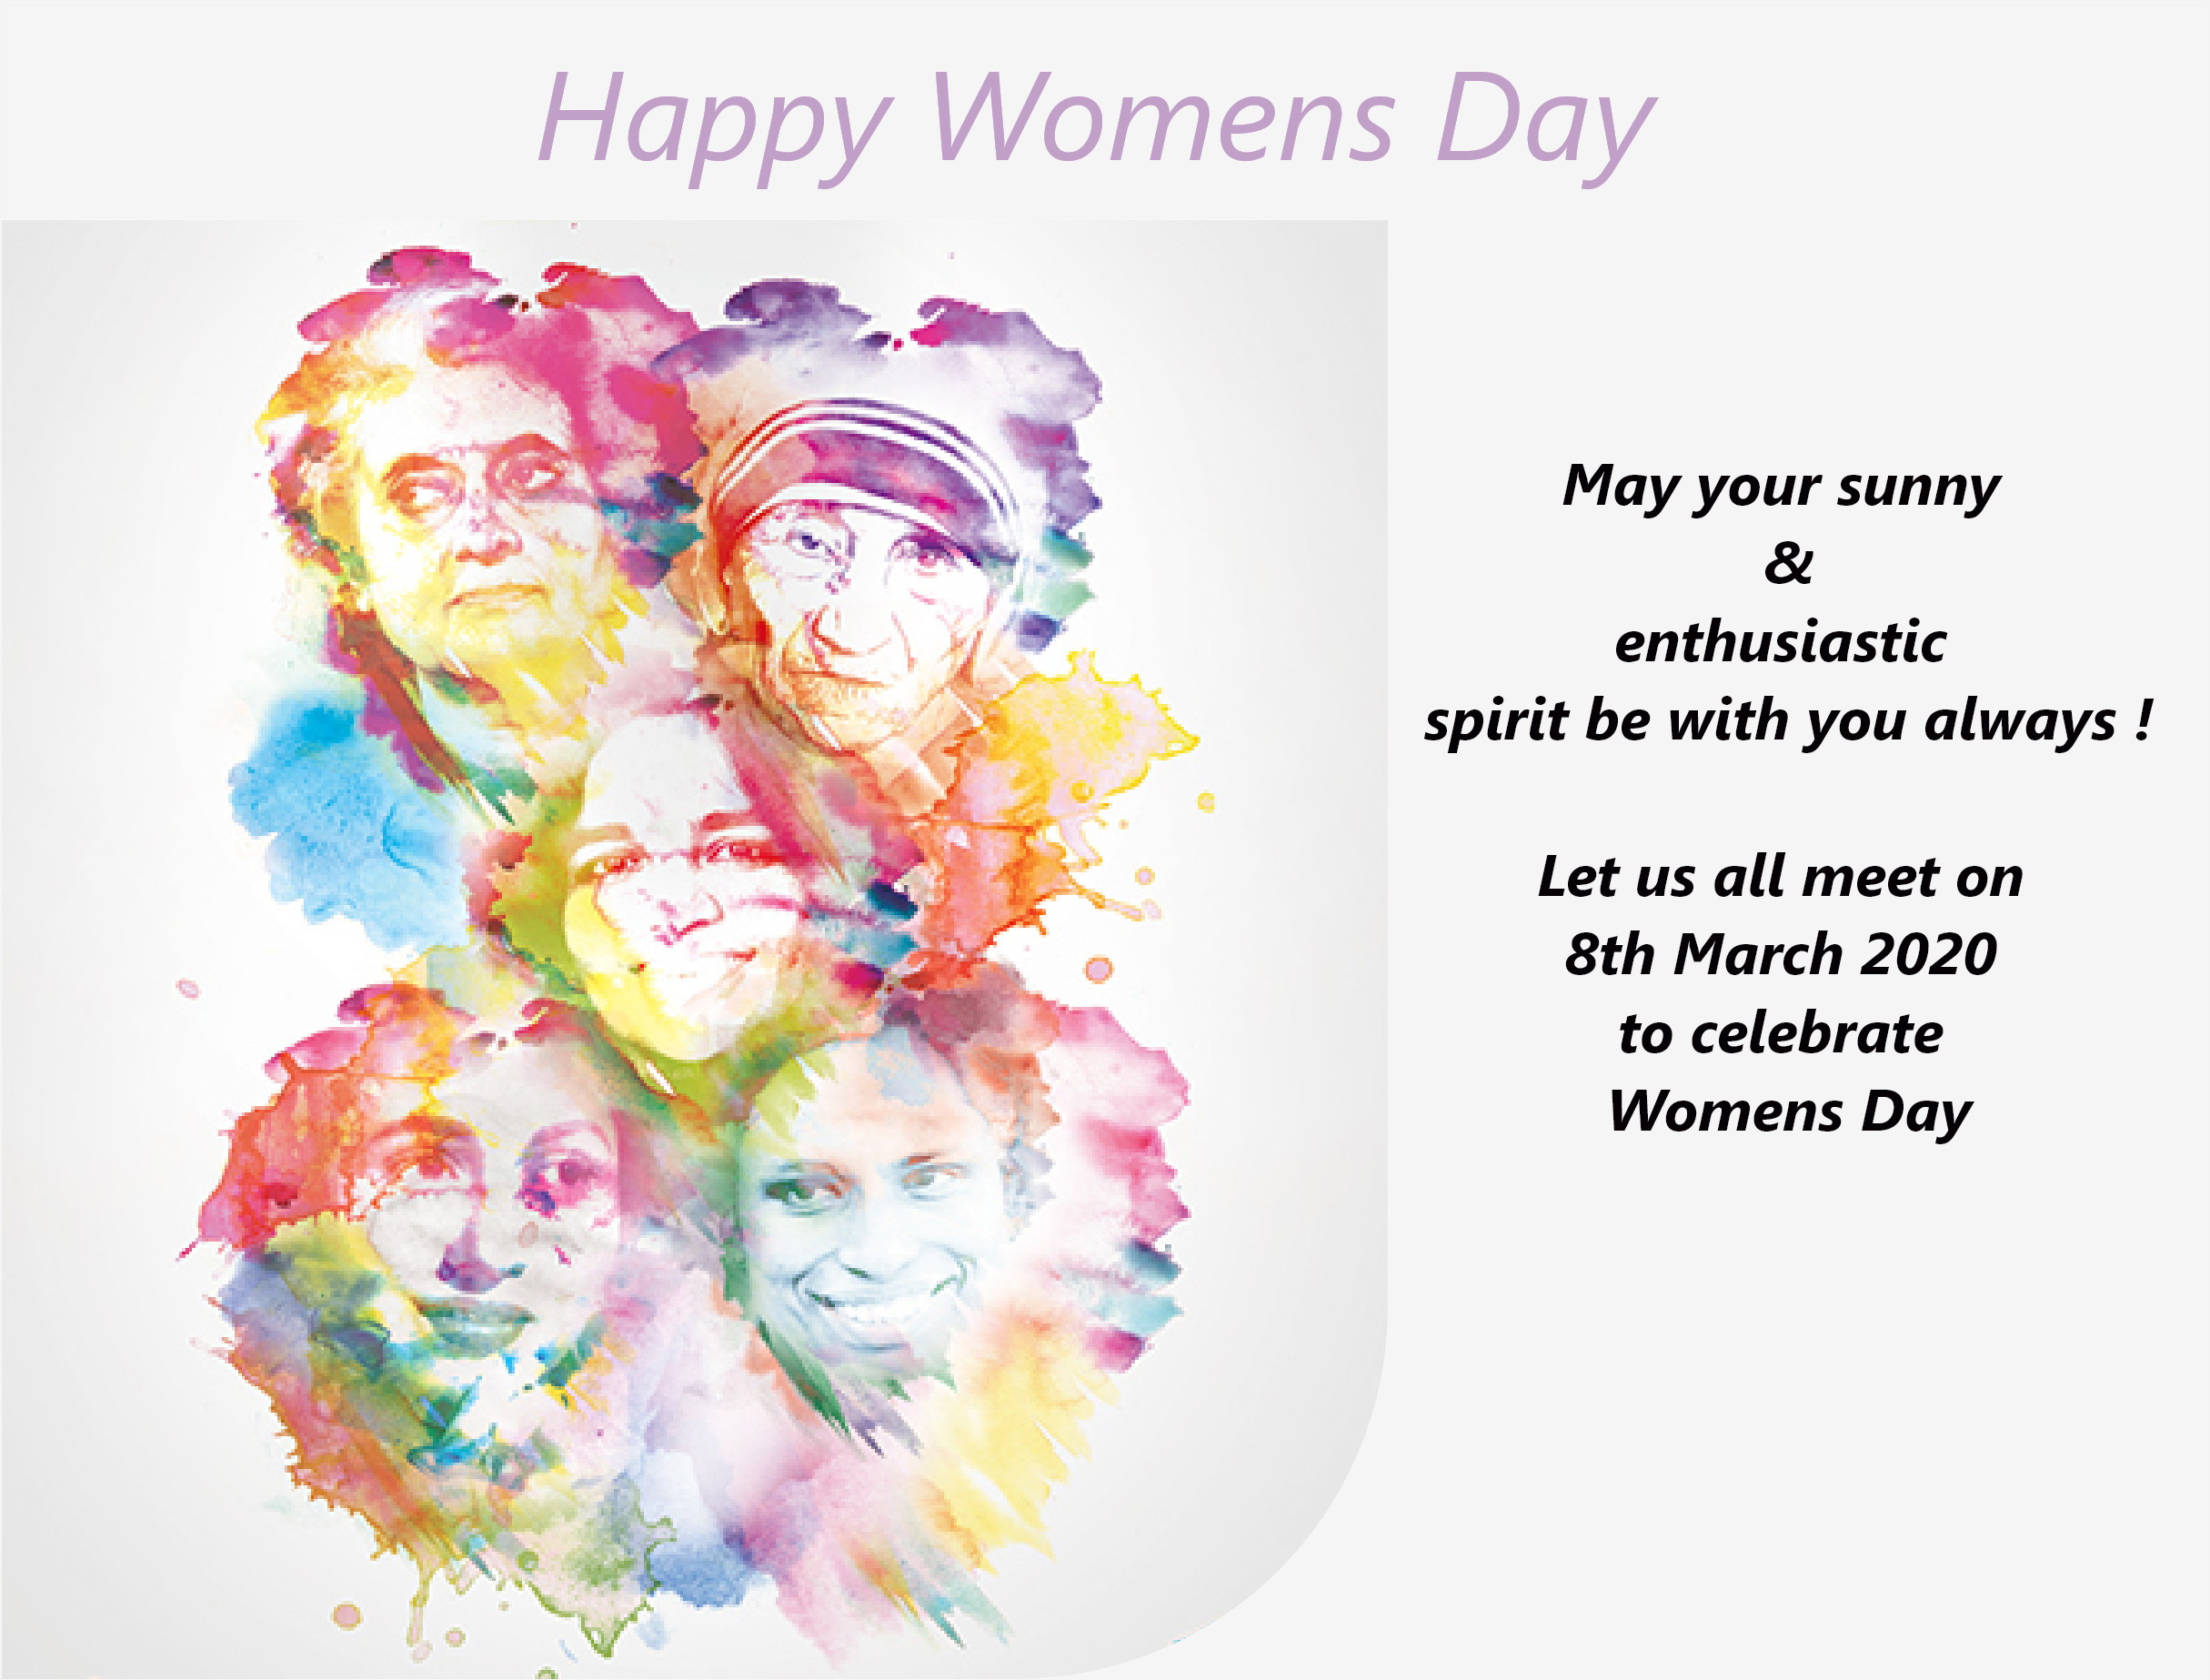 Happy Womens Day
May your sunny
&
enthusiastic
spirit be with you always !
Let us all meet on
8th March 2020
to celebrate
Womens Day